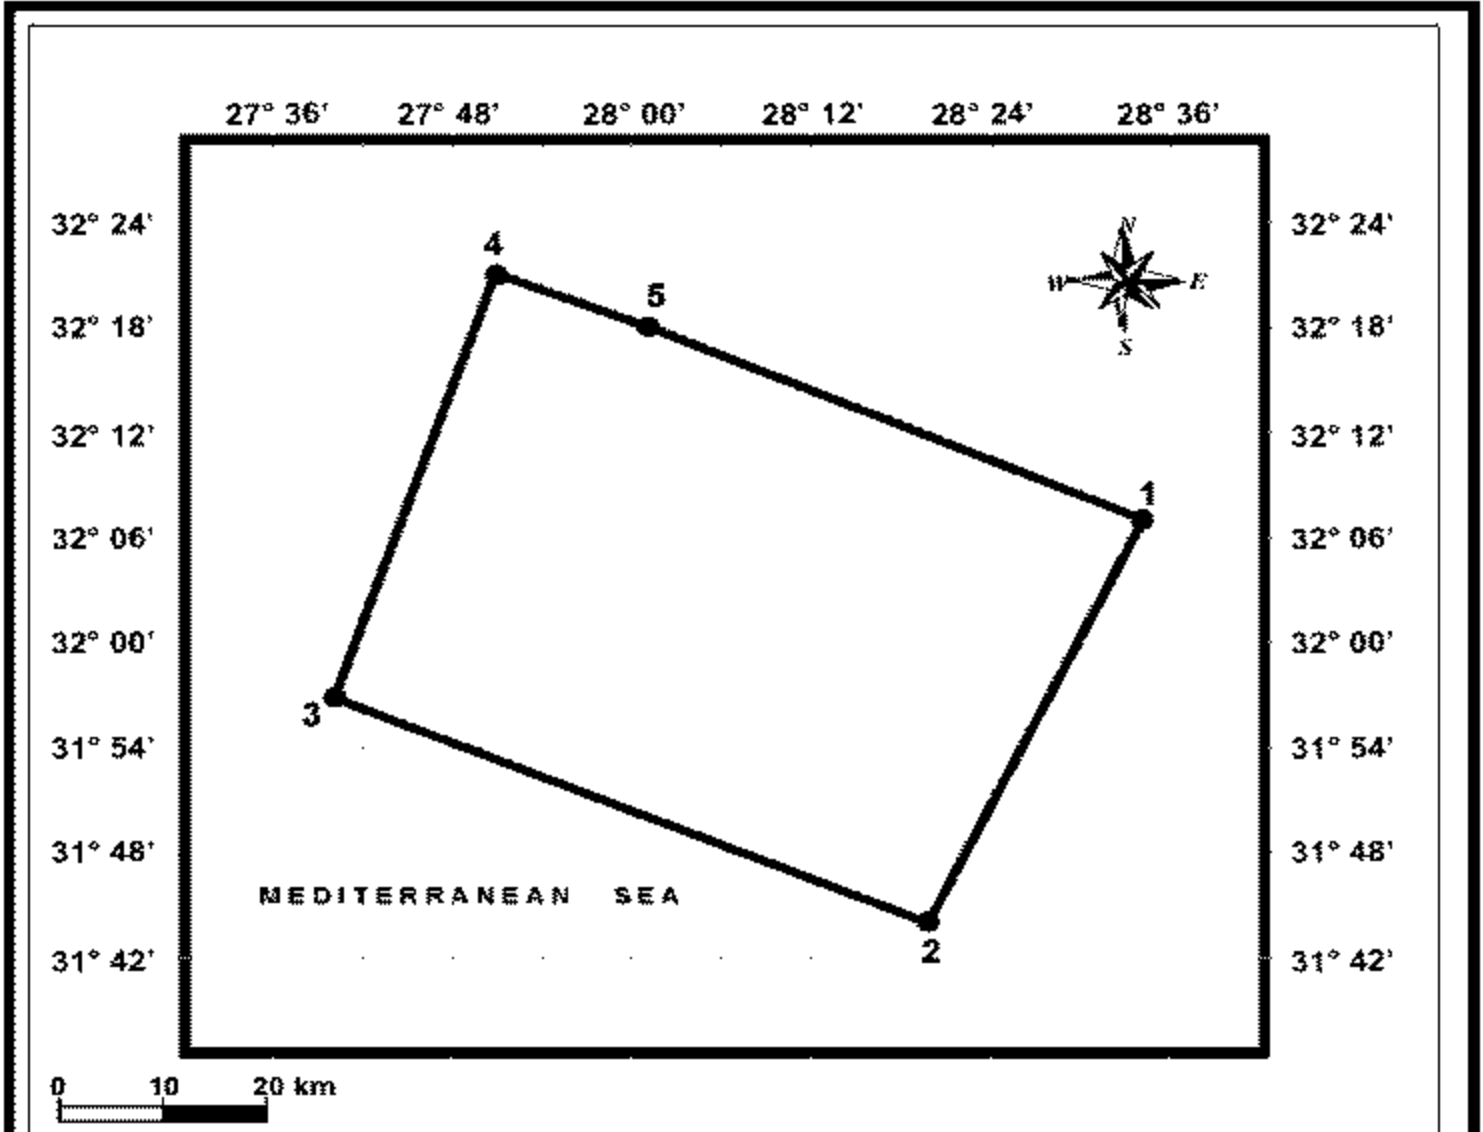 27° 36' 27° 48' 28° 00' 28° 12' 28° 24' 28° 36'
32° 24' 32° 24'
N
4
W E
5
32° 18' 32° 18'
S
32° 12' 32° 12'
1
32° 06' 32° 06'
32° 00' 32° 00'
3
31° 54' 31° 54'
31° 48' 31° 48'
MEDITERRANEAN SEA
2
31° 42' 31° 42'
0 10 20 km